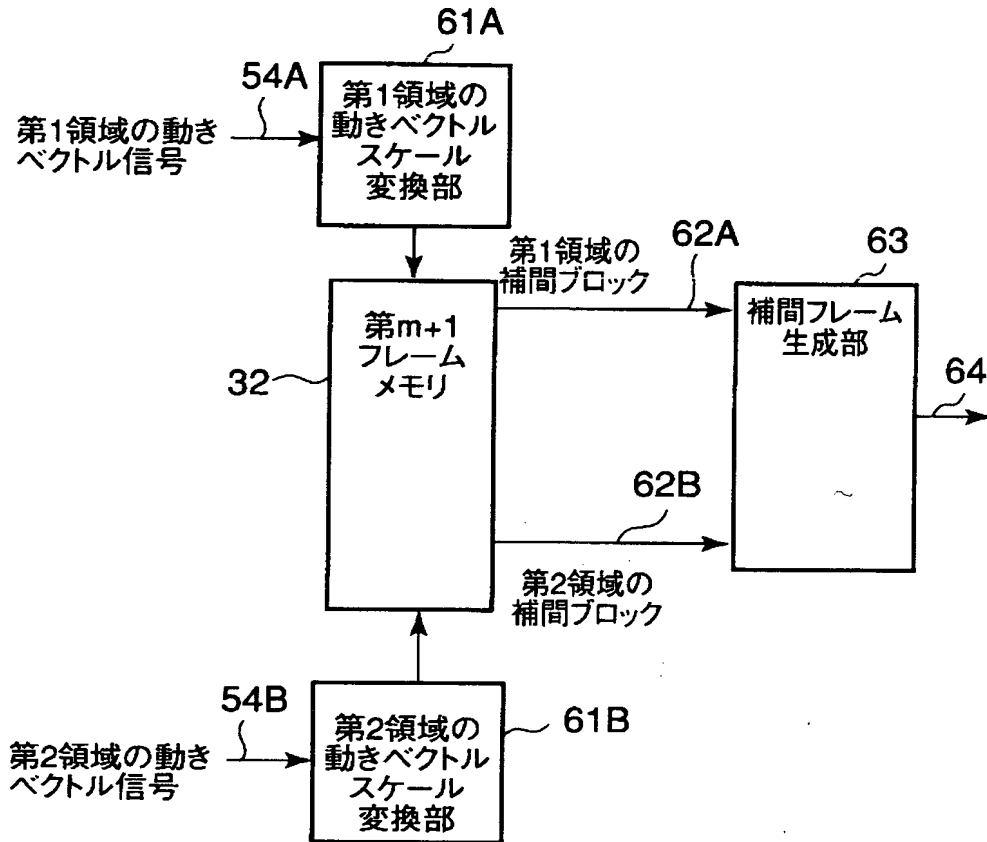 61A
54A
第1領域の動き
ベクトル信号
第1領域の
動きベクトル
スケール
変換部
第1領域の
補間ブロック
62A
63
32
第m+1
フレーム
メモリ
補間フレーム
生成部
64
62B
第2領域の
補間ブロック
54B
第2領域の動き
ベクトル信号
第2領域の
動きベクトル
スケール
変換部
61B